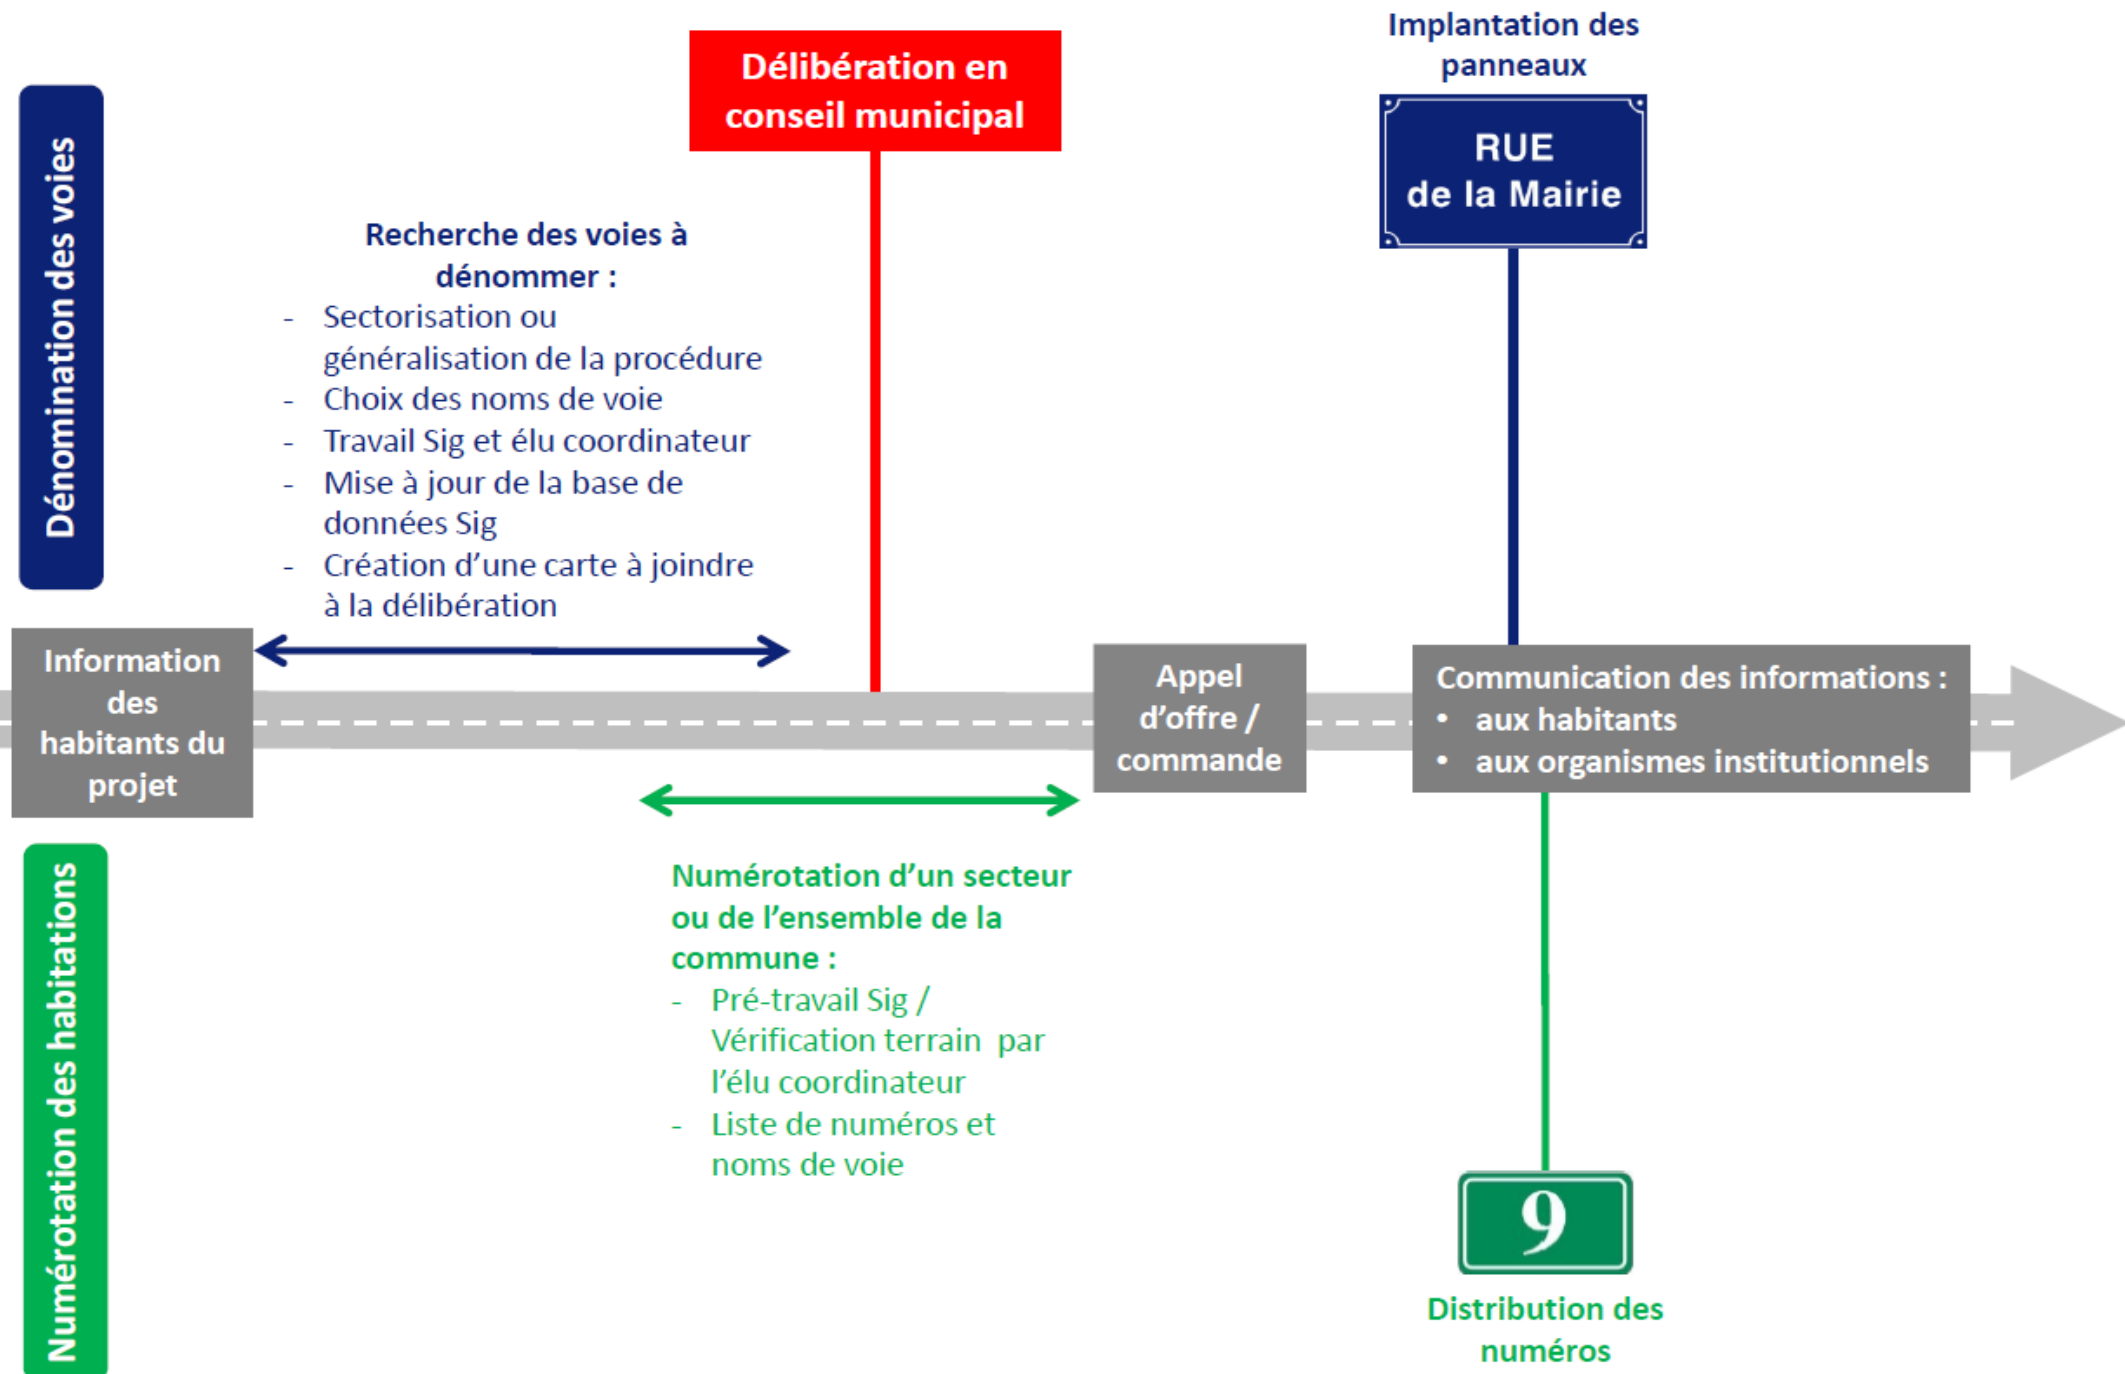 Dénomination des voies
Délibération en
conseil municipal
Implantation des
panneaux
RUE
de la Mairie
Recherche des voies à
dénommer :
- Sectorisation ou
généralisation de la procédure
- Choix des noms de voie
- Travail Sig et élu coordinateur
- Mise à jour de la base de
données Sig
- Création d’une carte à joindre
à la délibération
Information
des
habitants du
projet
Appel
d’offre /
commande
Communication des informations :
• aux habitants
• aux organismes institutionnels
Numérotation des habitations
Numérotation d’un secteur
ou de l’ensemble de la
commune :
- Pré-travail Sig /
Vérification terrain par
l’élu coordinateur
- Liste de numéros et
noms de voie
9
Distribution des
numéros